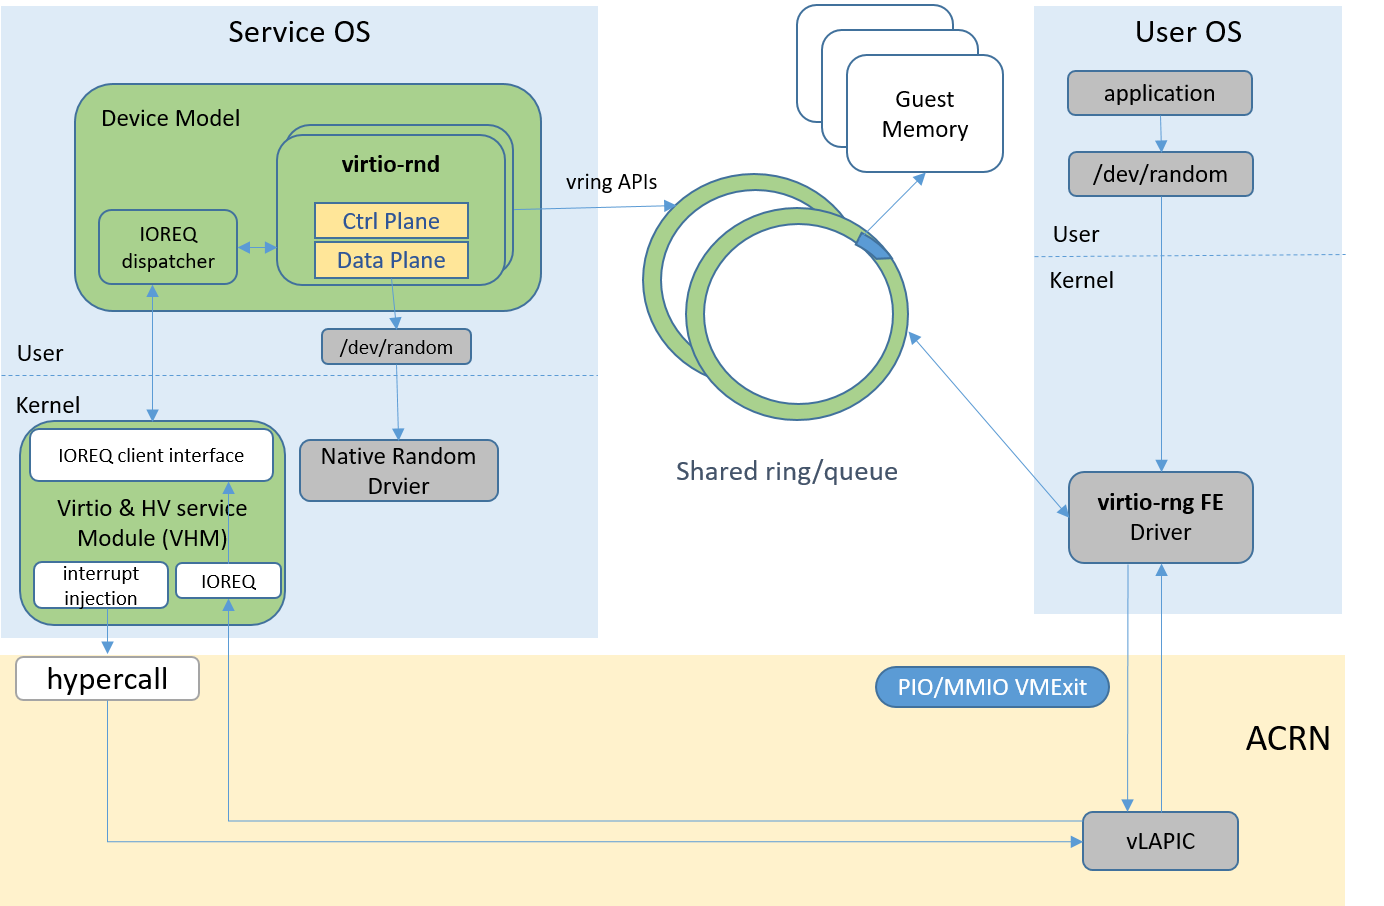 Service OS
Device Model
virtio-rnd
Ctrl Plane
Data Plane
IOREQ
dispatcher
/dev/random
User
Kernel
IOREQ client interface
Virtio & HV service
Module (VHM)
interrupt
injection
IOREQ
Native Random
Drvier
hypercall
vring APIs
Guest
Memory
Shared ring/queue
User OS
application
/dev/random
User
Kernel
virtio-rng FE
Driver
PIO/MMIO VMExit
ACRN
vLAPIC